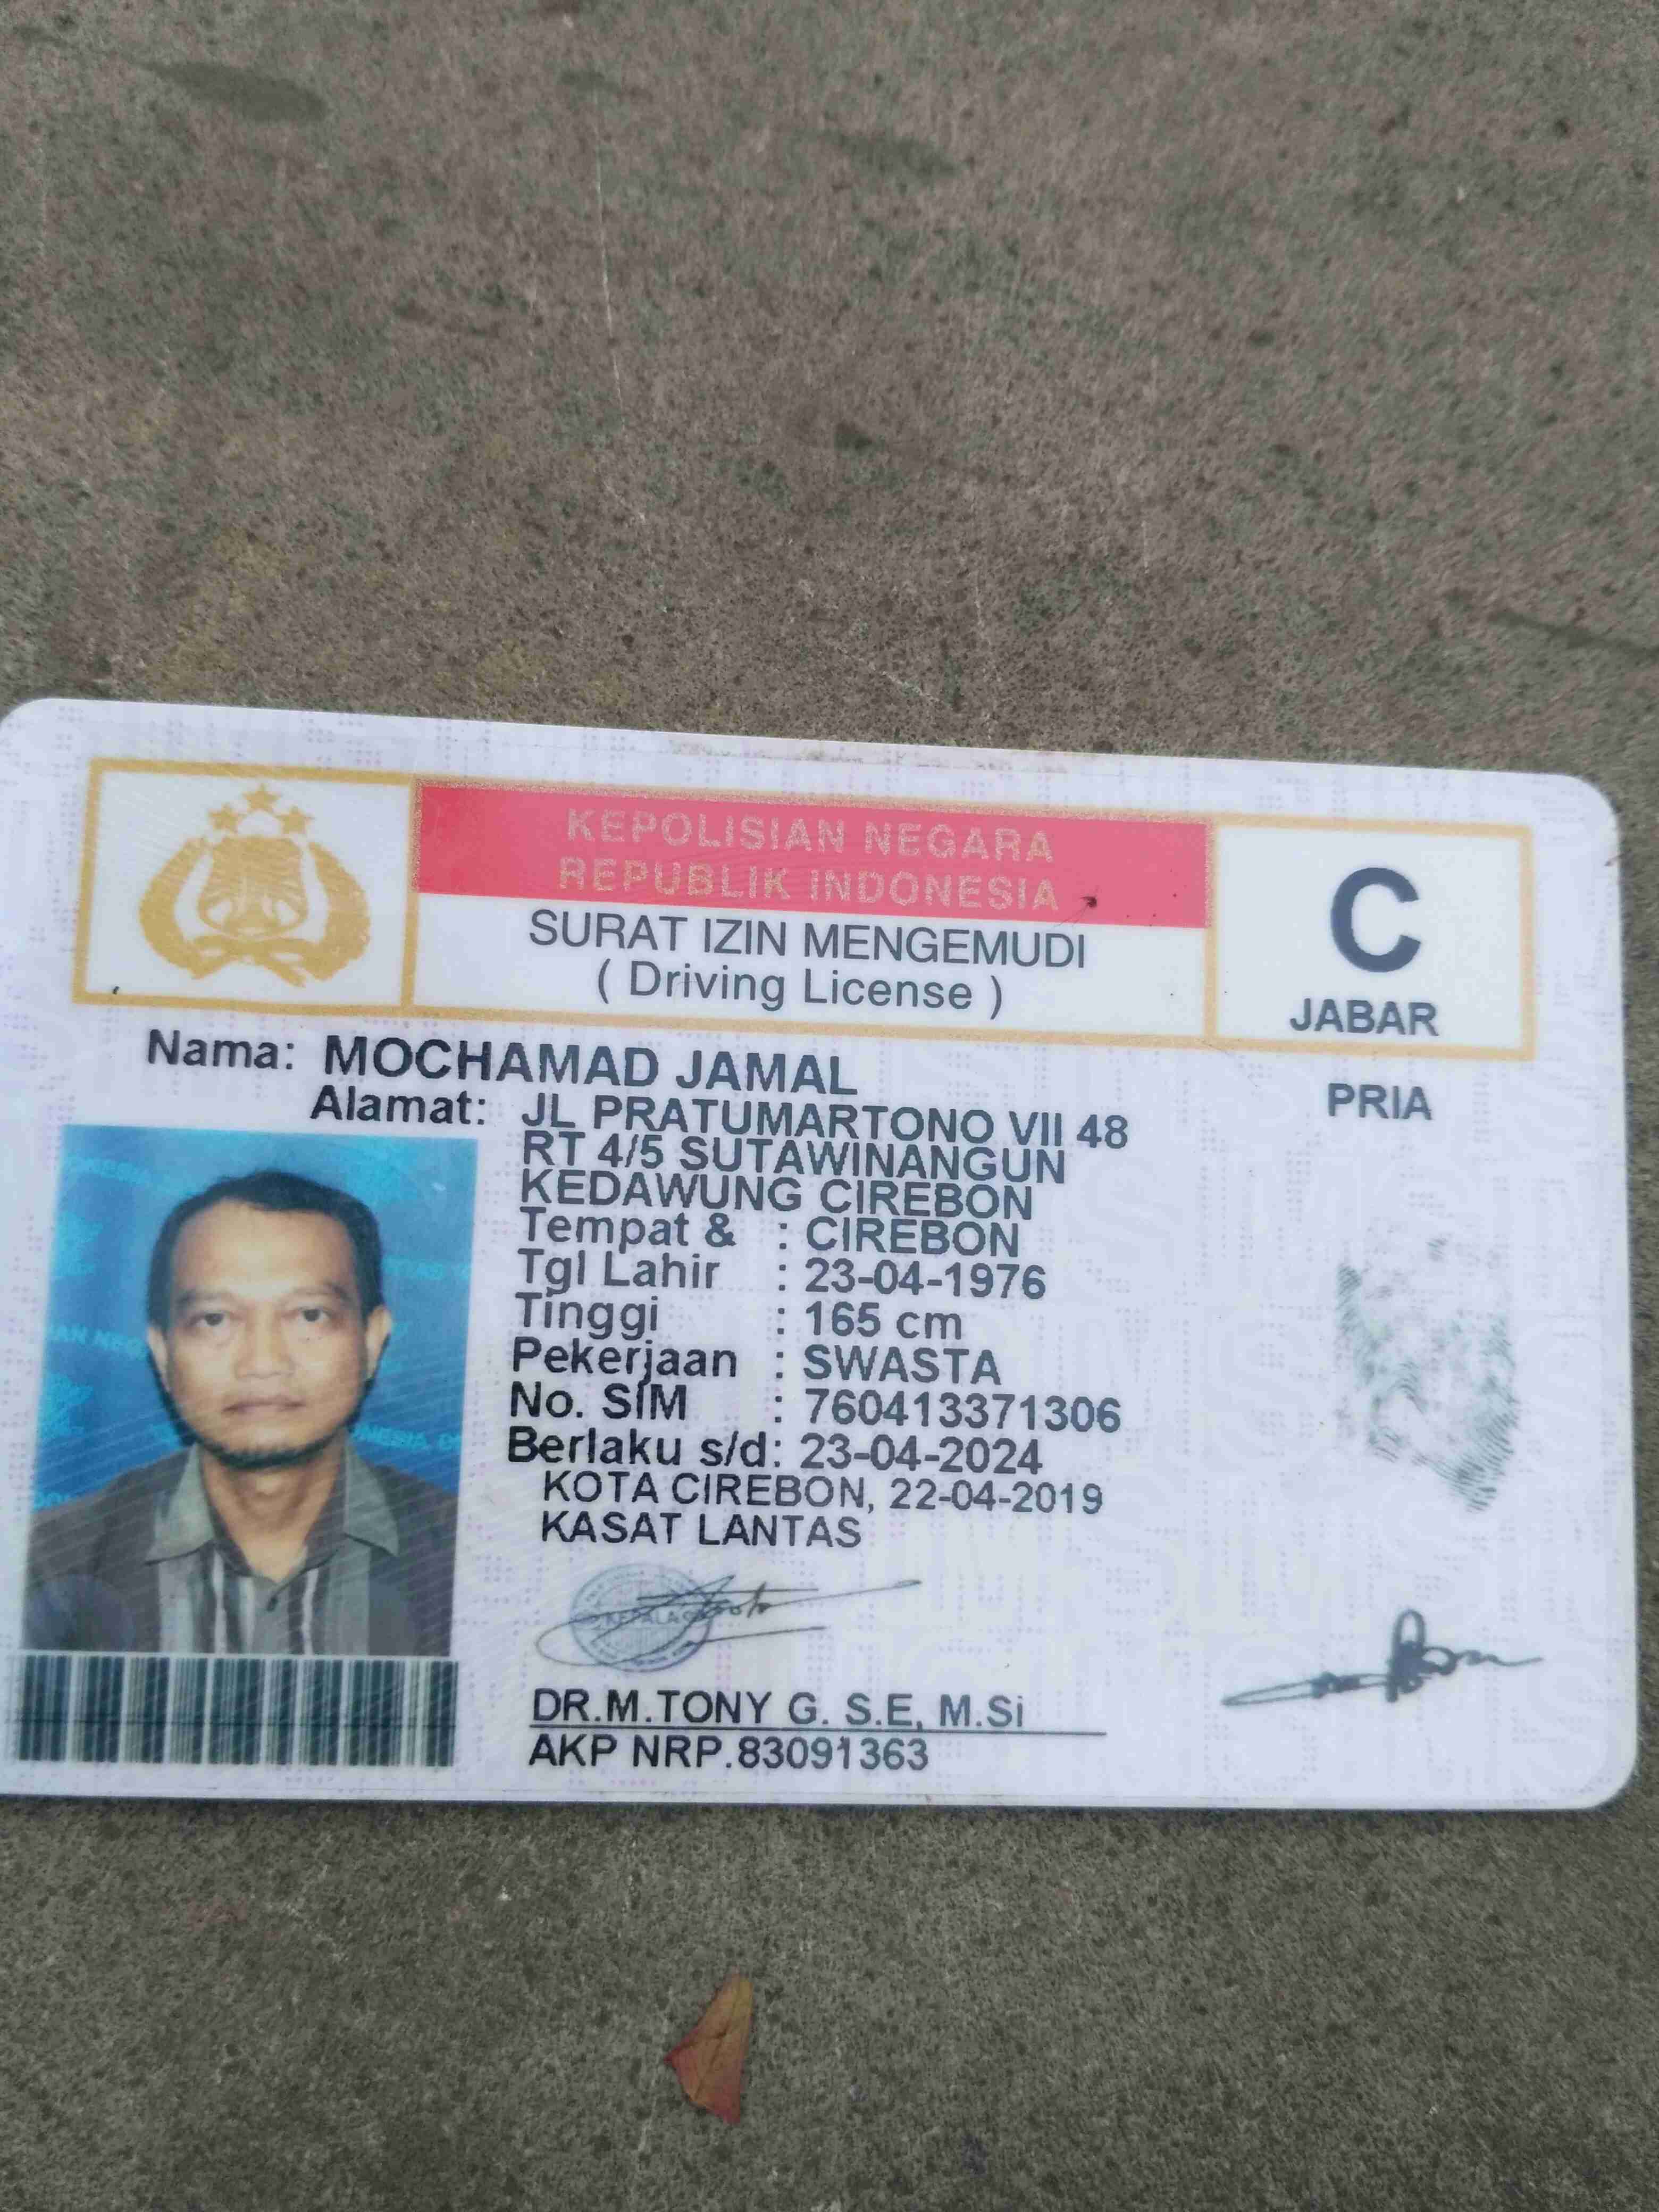 KEPOLISIAN NEGARA
REPUBLIK INDONESIA
SURAT IZIN MENGEMUDI
( Driving License )
C
JABAR
Nama: MOCHAMAD JAMAL
PRIA
Alamat: JL PRATUMARTONO VII 48
RT 4/5 SUTAWINANGUN
KEDAWUNG CIREBON
Tempat & : CIREBON
Tgl Lahir : 23-04-1976
Tinggi : 165 cm
Pekerjaan : SWASTA
No. SIM : 760413371306
Berlaku s/d: 23-04-2024
KOTA CIREBON, 22-04-2019
KASAT LANTAS
DR.M.TONY G. S.E, M.Si
AKP NRP.83091363